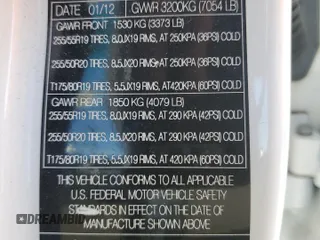 DATE 01/12 GVWR 3200KG (7054 LB)
GAWR FRONT 1530 KG (3373 LB)
255/55R19 TIRES, 8.0JX19 RIMS, AT 250KPA (36PSI) COLD
255/50R20 TIRES, 8.5JX20 RIMS, AT 250KPA (36PSI) COLD
T175/80R19 TIRES, 5.5JX19 RIMS, AT420KPA (60PSI) COLD
GAWR REAR 1850 KG (4079 LB)
255/55R19 TIRES, 8.0JX19 RIMS, AT 290 KPA (42PSI) COLD
255/50R20 TIRES, 8.5JX20 RIMS, AT 290 KPA (42PSI) COLD
T175/80R19 TIRES, 5.5JX19 RIMS, AT 420 KPA (60PSI) COLD
THIS VEHICLE CONFORMS TO ALL APPLICABLE
U.S. FEDERAL MOTOR VEHICLE SAFETY
STANDARDS IN EFFECT ON THE DATE OF
MANUFACTURE SHOWN ABOVE